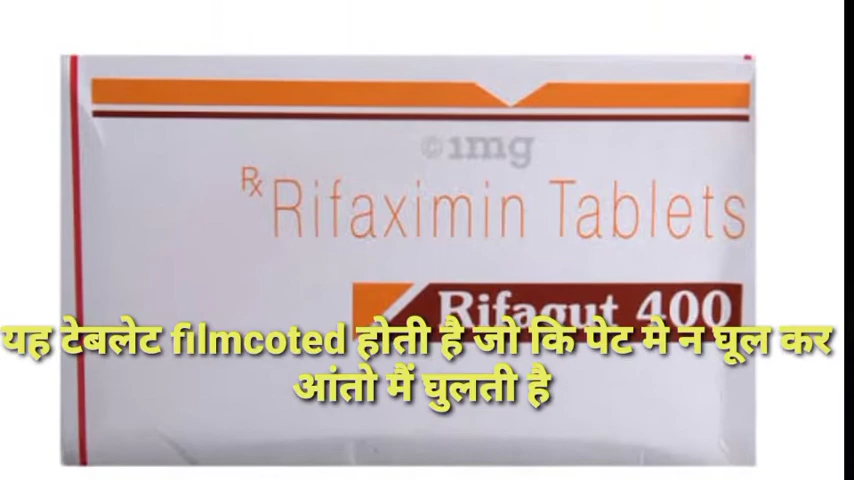 ©1mg
Rx Rifaximin Tablets
Rifagut 400
यह टेबलेट filmcoted होती है जो कि पेट मे न घूल कर
आंतो मैं घुलती है